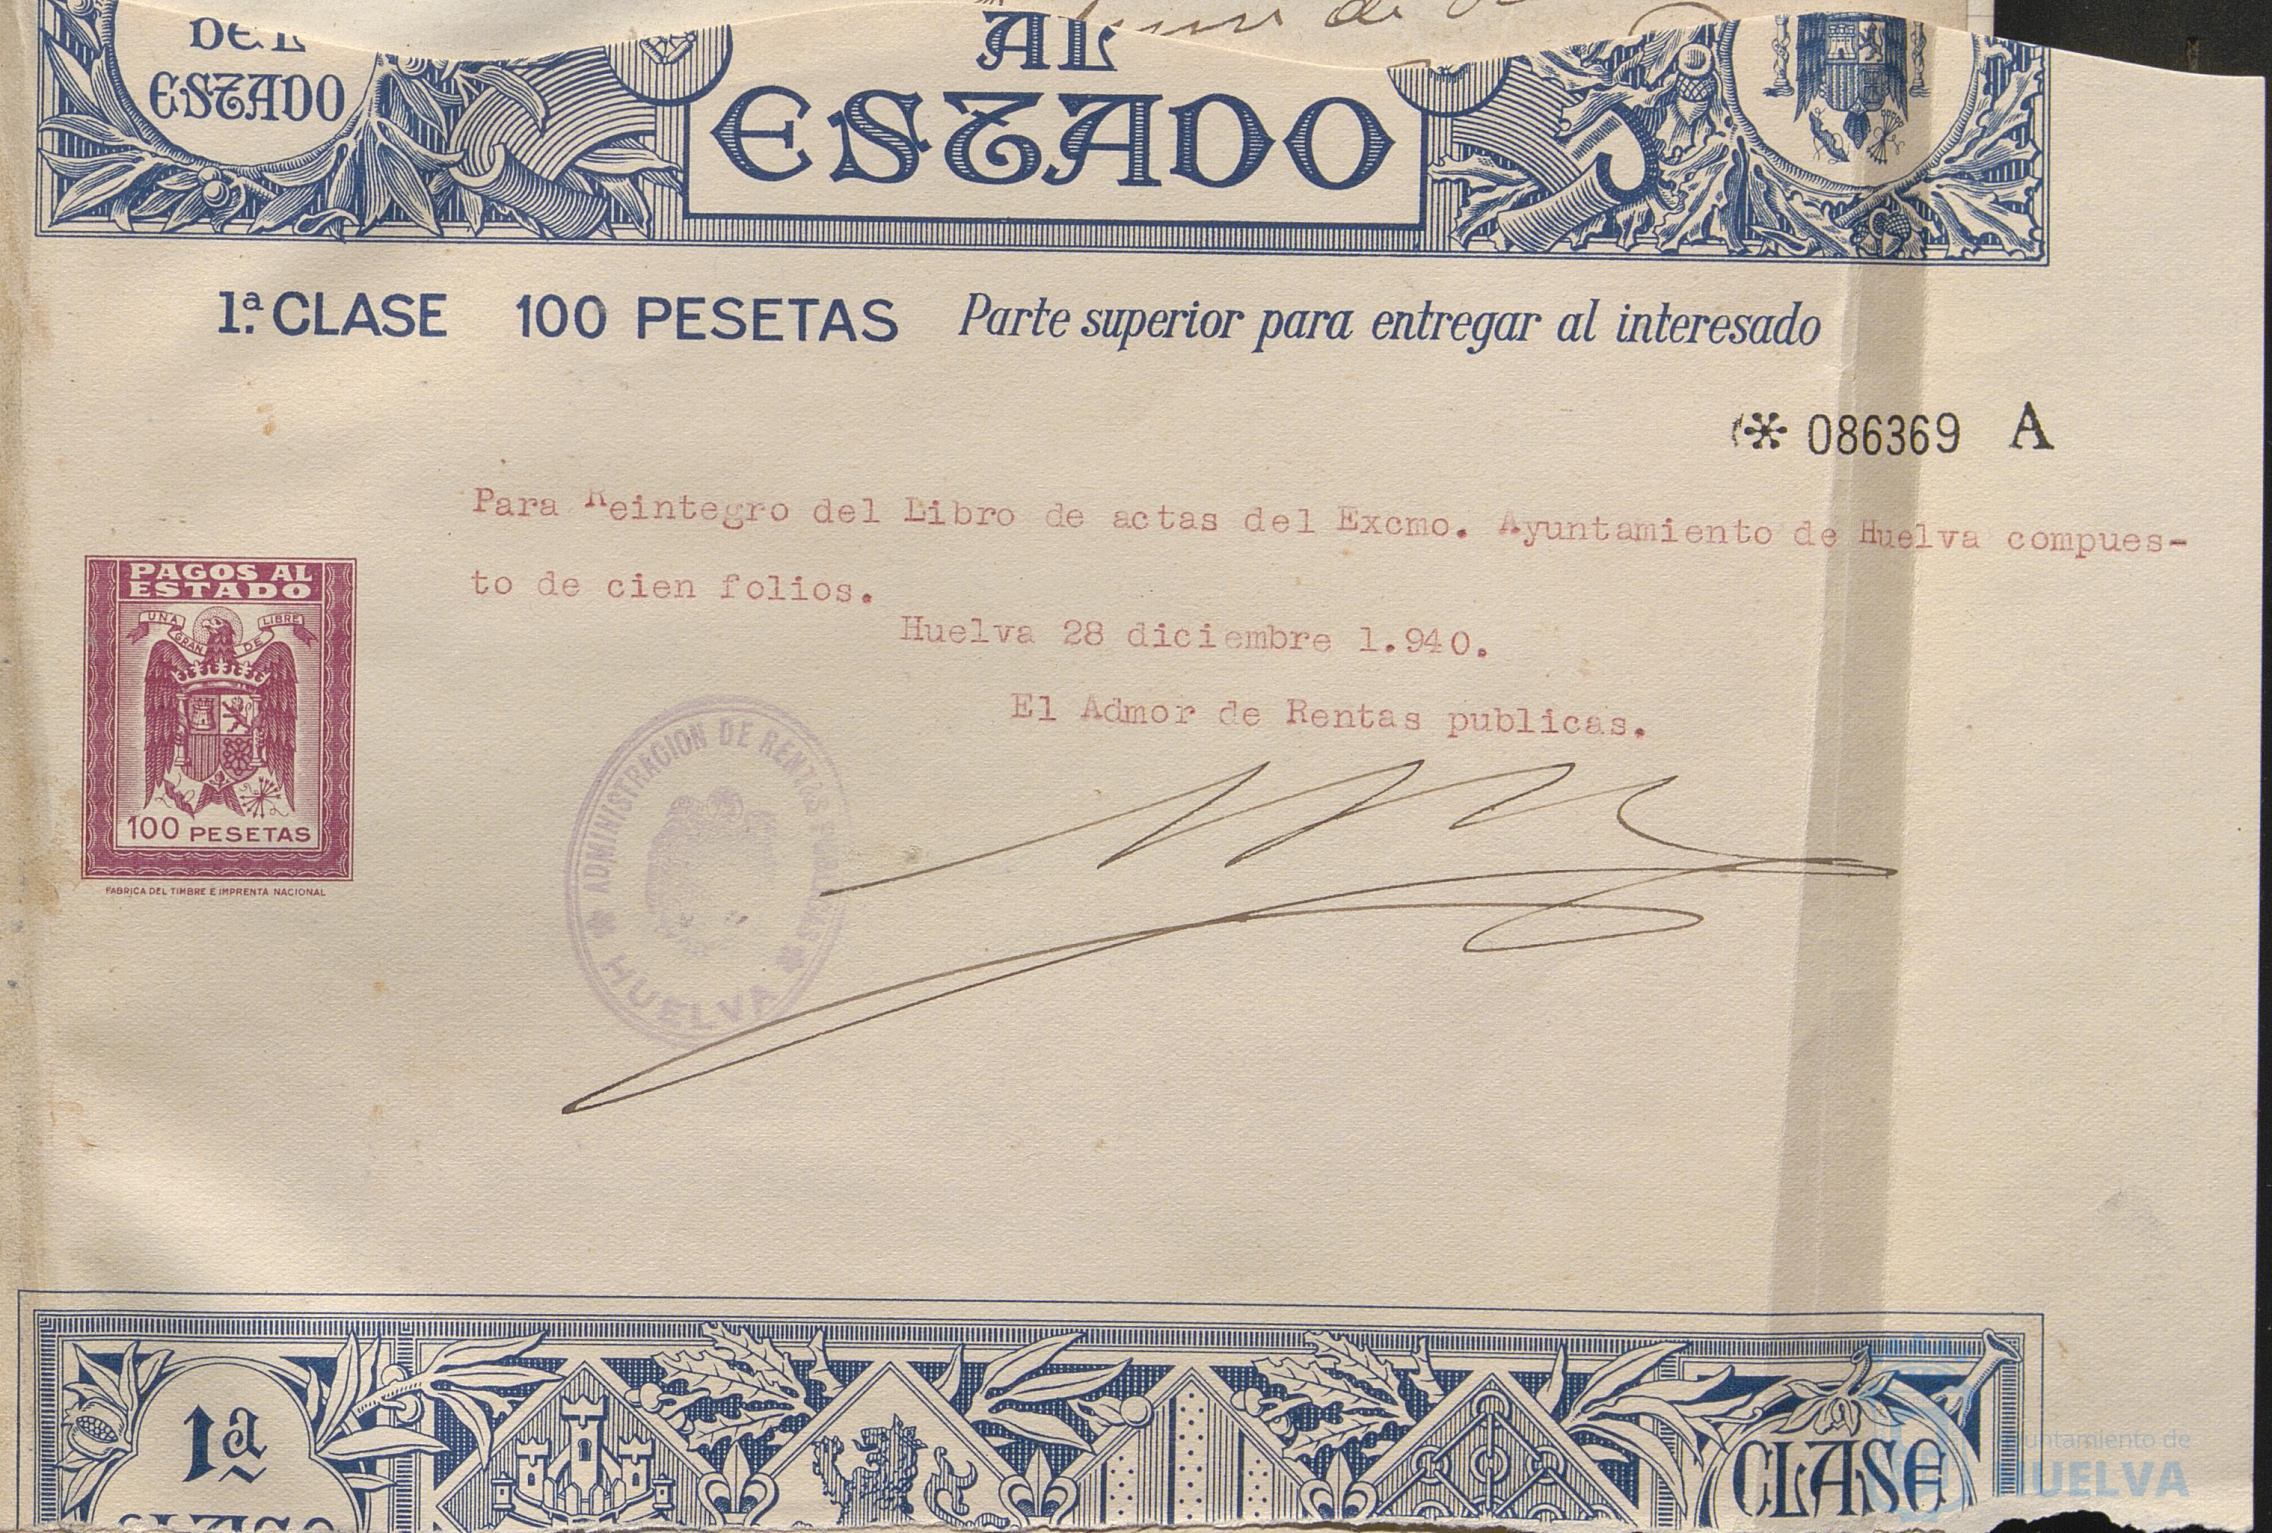 DEL
ESTADO
AL
ESTADO
1.ª CLASE 100 PESETAS Parte superior para entregar al interesado
* 086369 A
Para Reintegro del Libro de actas del Excmo. Ayuntamiento de Huelva compues-
to de cien folios.
Huelva 28 diciembre 1.940.
El Admor de Rentas publicas.
PAGOS AL
ESTADO
UNA GRANDE LIBRE
100 PESETAS
FABRICA DEL TIMBRE E IMPRENTA NACIONAL
ADMINISTRACION DE RENTAS PUBLICAS
HUELVA
1ª
CLASE
CLASE
Ayuntamiento de
HUELVA